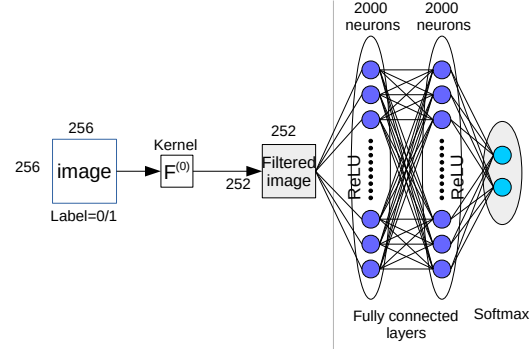 2000
neurons
2000
neurons
256
256
image
Label=0/1
Kernel
F(0)
252
252
Filtered
image
ReLU
ReLU
Fully connected
layers
Softmax